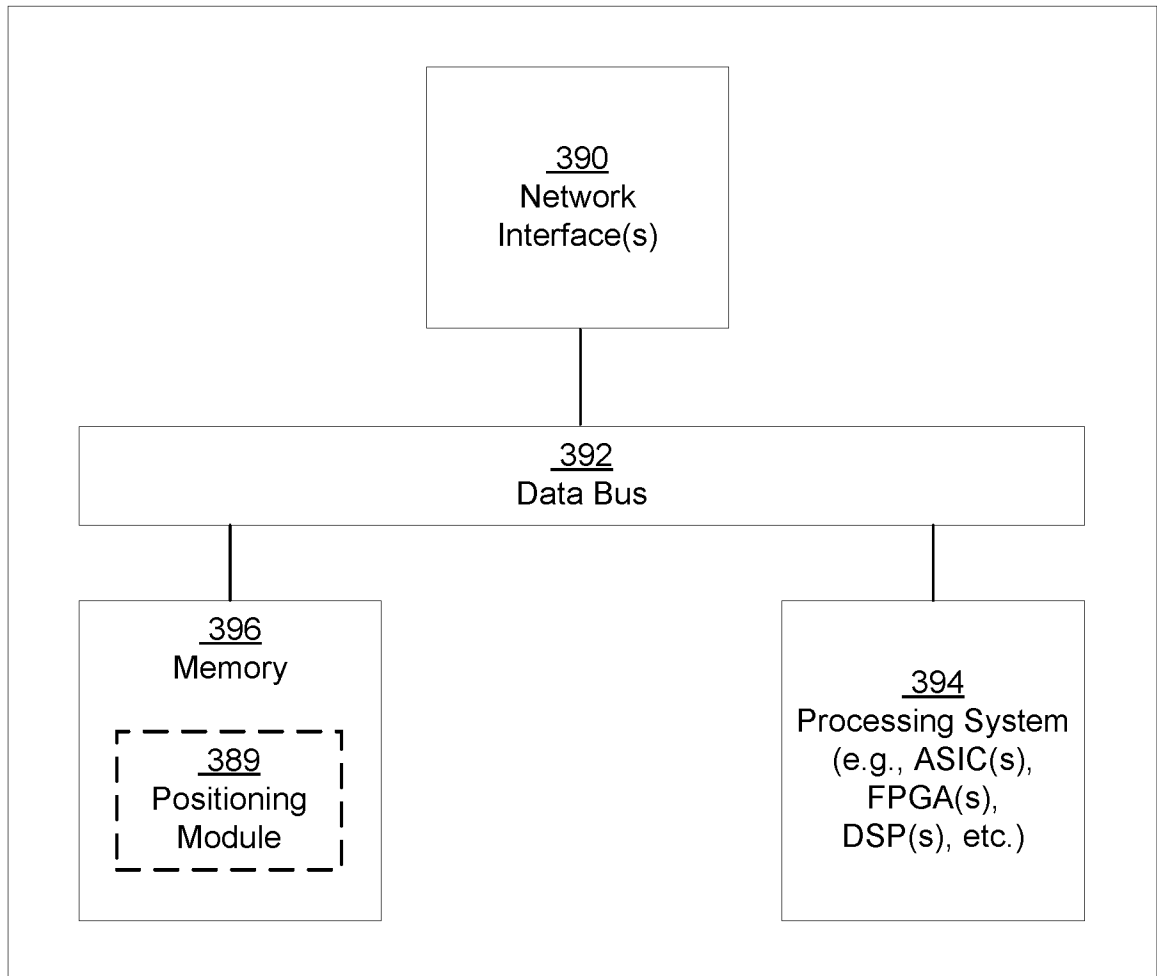 390
Network
Interface(s)
392
Data Bus
396
Memory
389
Positioning
Module
394
Processing System
(e.g., ASIC(s),
FPGA(s),
DSP(s), etc.)